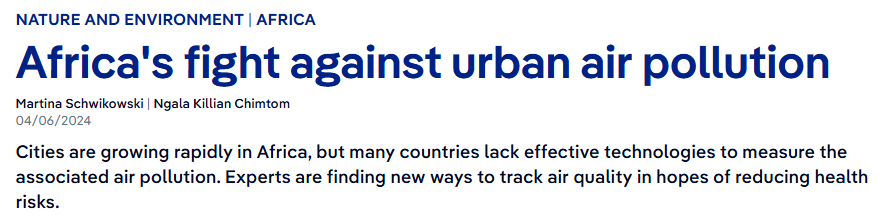 NATURE AND ENVIRONMENT | AFRICA
Africa's fight against urban air pollution
Martina Schwikowski | Ngala Killian Chimtom
04/06/2024
Cities are growing rapidly in Africa, but many countries lack effective technologies to measure the
associated air pollution. Experts are finding new ways to track air quality in hopes of reducing health
risks.